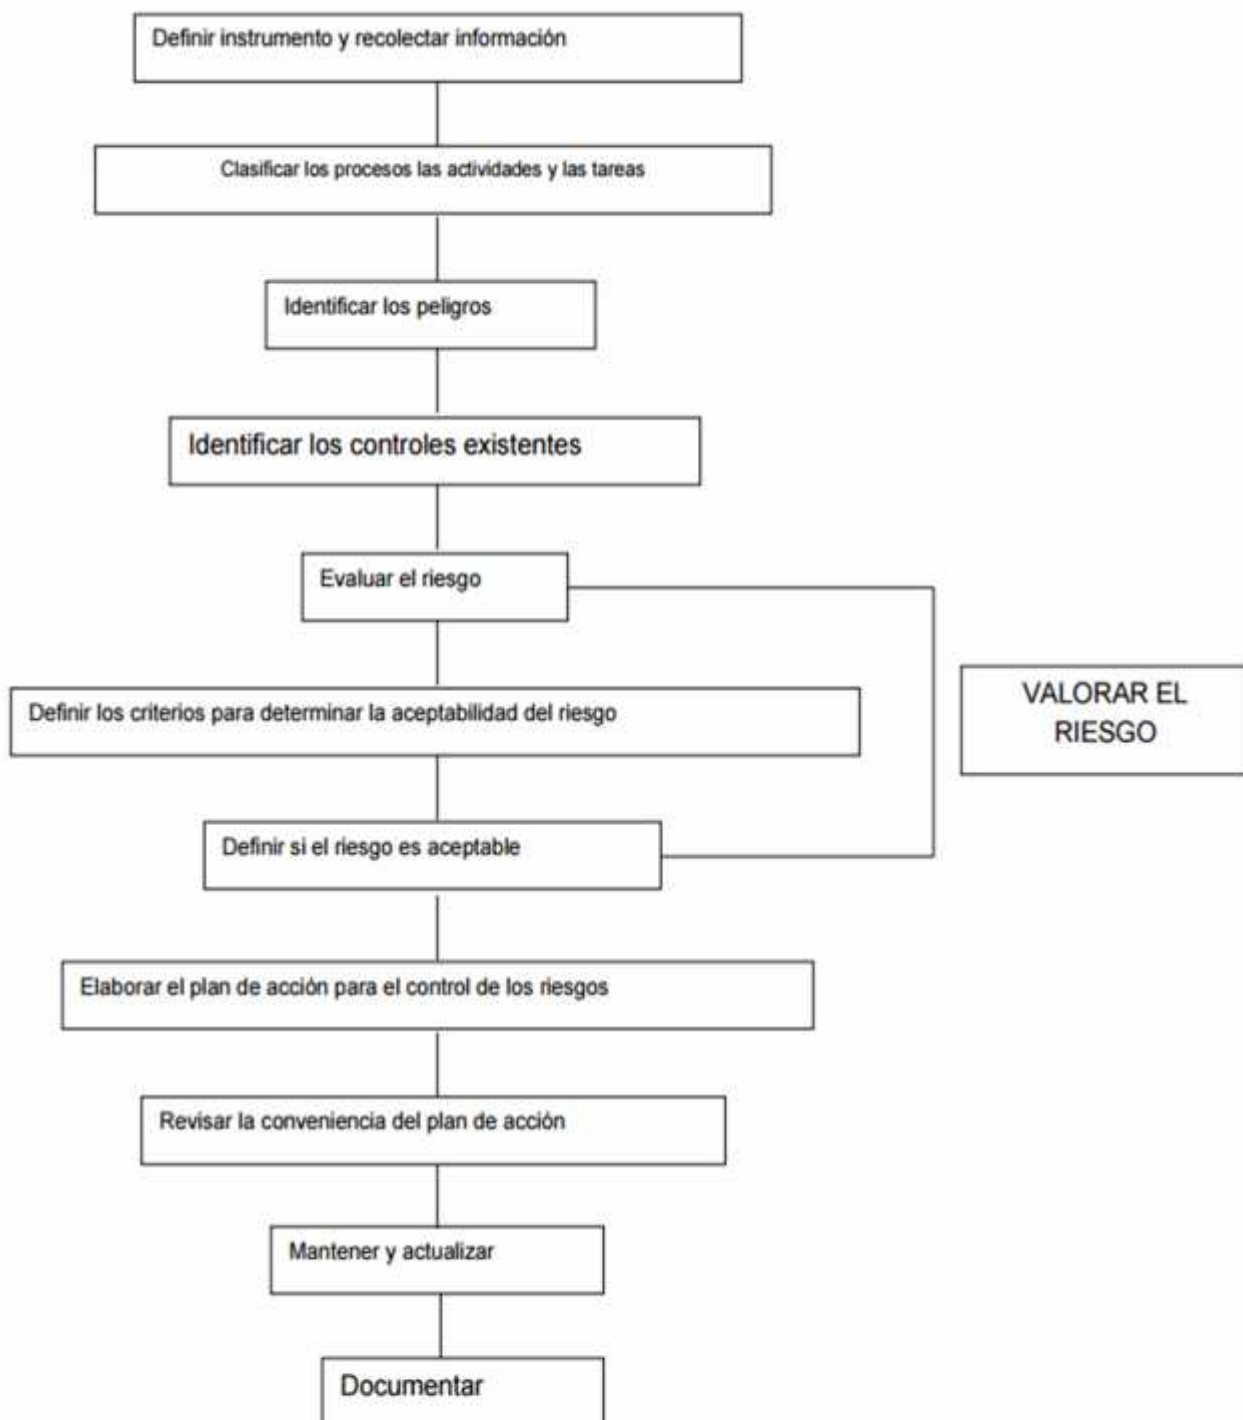 Definir instrumento y recolectar información
Clasificar los procesos las actividades y las tareas
Identificar los peligros
Identificar los controles existentes
Evaluar el riesgo
Definir los criterios para determinar la aceptabilidad del riesgo
VALORAR EL
RIESGO
Definir si el riesgo es aceptable
Elaborar el plan de acción para el control de los riesgos
Revisar la conveniencia del plan de acción
Mantener y actualizar
Documentar